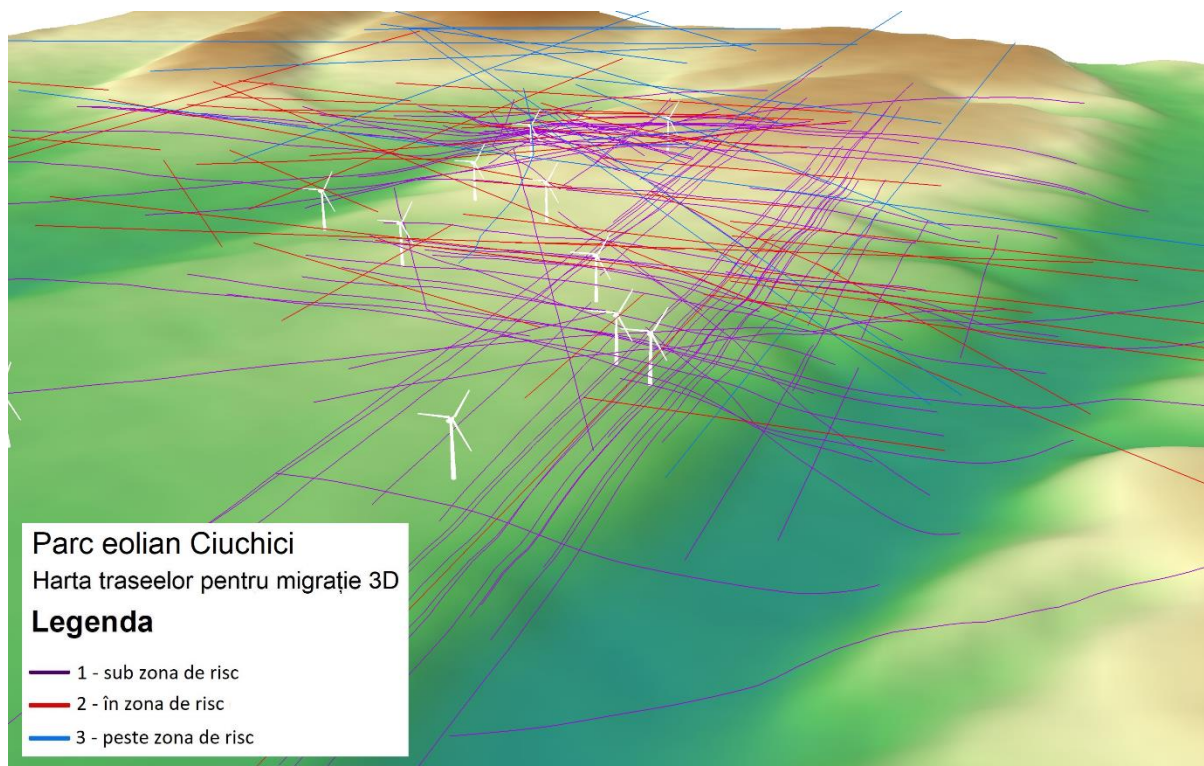 Parc eolian Ciuchici
Harta traseelor pentru migrație 3D
Legenda
1 - sub zona de risc
2 - în zona de risc
3 - peste zona de risc